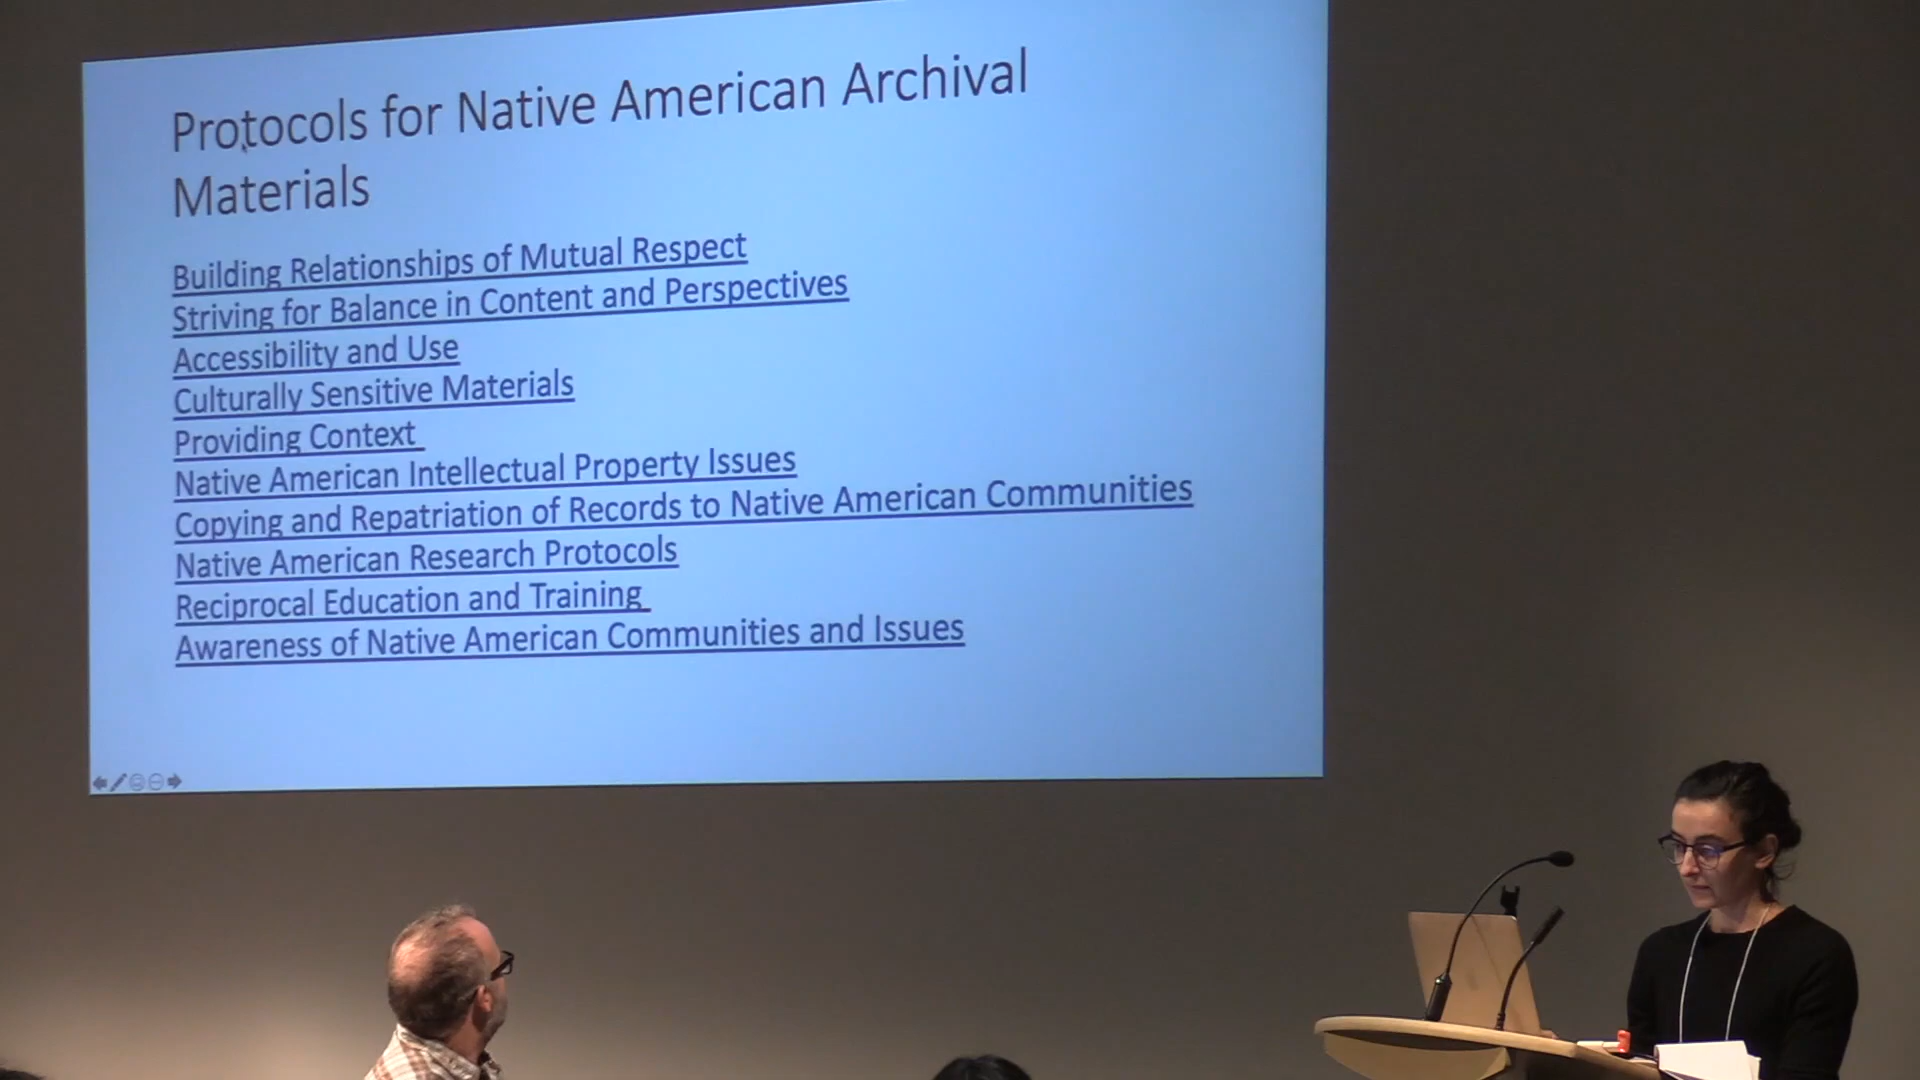 Protocols for Native American Archival
Materials
Building Relationships of Mutual Respect
Striving for Balance in Content and Perspectives
Accessibility and Use
Culturally Sensitive Materials
Providing Context
Native American Intellectual Property Issues
Copying and Repatriation of Records to Native American Communities
Native American Research Protocols
Reciprocal Education and Training
Awareness of Native American Communities and Issues